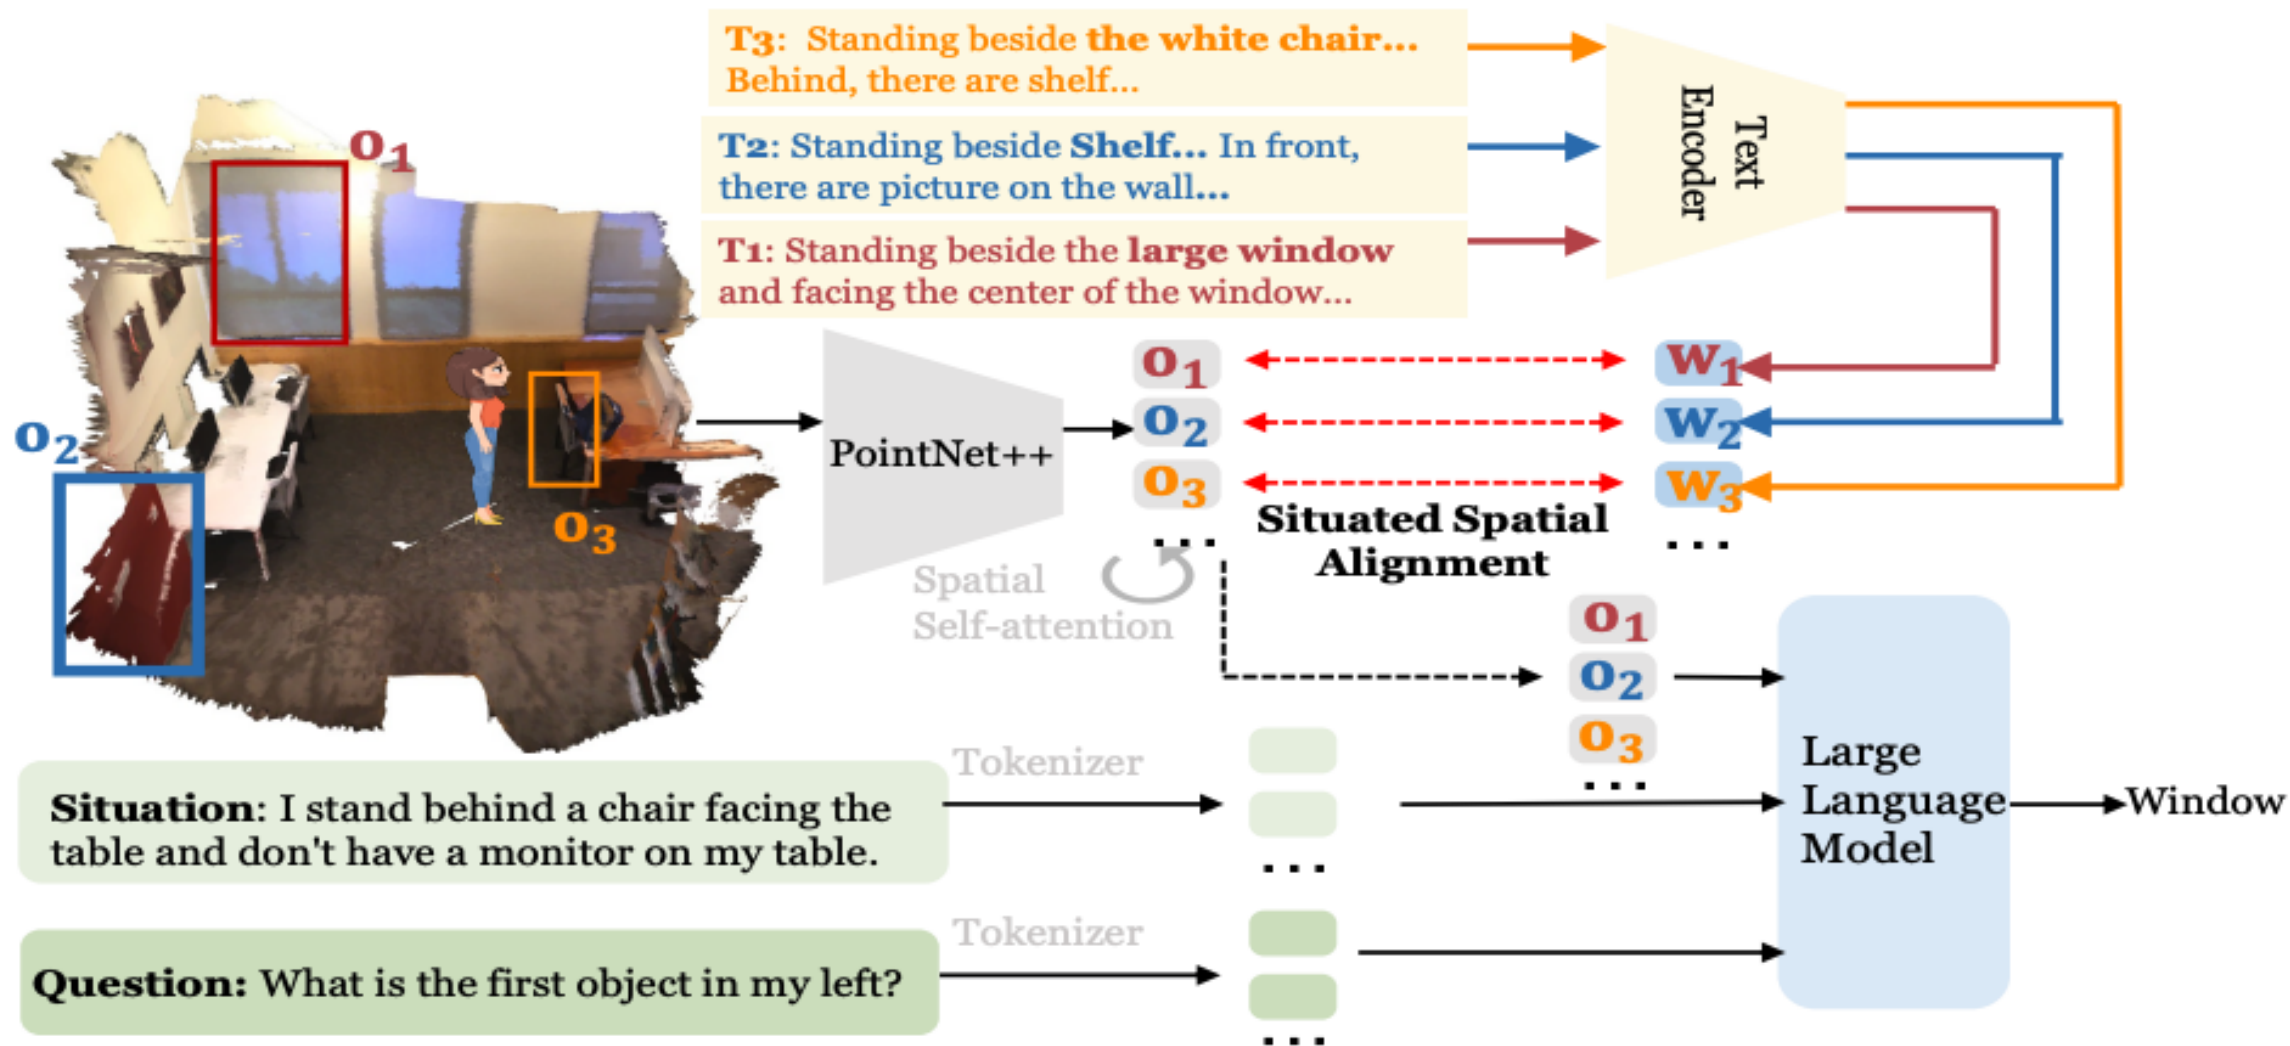 T3: Standing beside the white chair...
Behind, there are shelf...
T2: Standing beside Shelf... In front,
there are picture on the wall...
T1: Standing beside the large window
and facing the center of the window...
Text
Encoder
O1
O2
O3
PointNet++
O1
O2
O3
...
W1
W2
W3
...
Situated Spatial
Alignment
Spatial
Self-attention
O1
O2
O3
...
Large
Language
Model
Window
Situation: I stand behind a chair facing the
table and don't have a monitor on my table.
Tokenizer
...
Question: What is the first object in my left?
Tokenizer
...